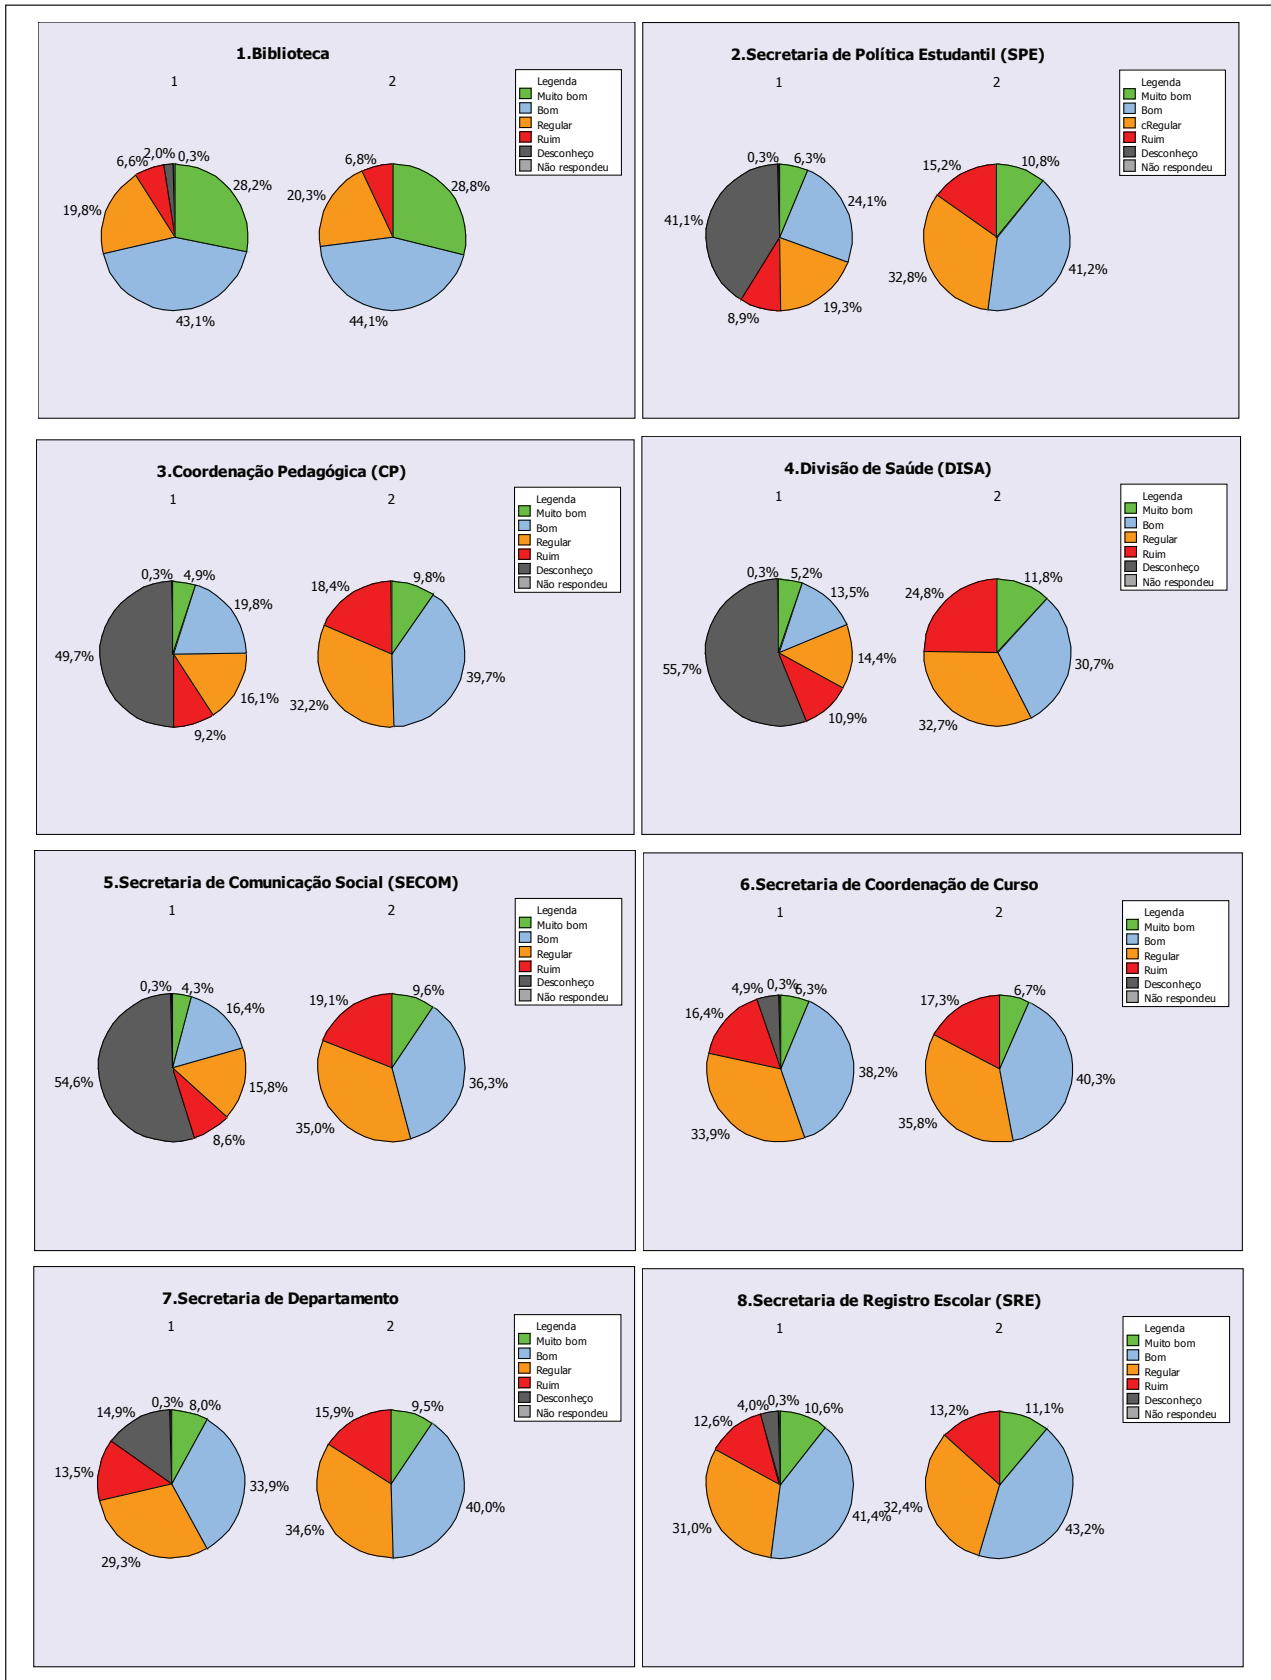 1.Biblioteca
1
2
Legenda
Muito bom
Bom
Regular
Ruim
Desconheço
Não respondeu
6,6%
2,0%
0,3%
28,2%
19,8%
43,1%
6,8%
28,8%
20,3%
44,1%
2.Secretaria de Política Estudantil (SPE)
1
2
Legenda
Muito bom
Bom
cRegular
Ruim
Desconheço
Não respondeu
0,3%
6,3%
24,1%
41,1%
19,3%
8,9%
15,2%
10,8%
32,8%
41,2%
3.Coordenação Pedagógica (CP)
1
2
Legenda
Muito bom
Bom
Regular
Ruim
Desconheço
Não respondeu
0,3%
4,9%
19,8%
49,7%
16,1%
9,2%
18,4%
9,8%
39,7%
32,2%
4.Divisão de Saúde (DISA)
1
2
Legenda
Muito bom
Bom
Regular
Ruim
Desconheço
Não respondeu
0,3%
5,2%
13,5%
14,4%
55,7%
10,9%
24,8%
11,8%
30,7%
32,7%
5.Secretaria de Comunicação Social (SECOM)
1
2
Legenda
Muito bom
Bom
Regular
Ruim
Desconheço
Não respondeu
0,3%
4,3%
16,4%
54,6%
15,8%
8,6%
19,1%
9,6%
36,3%
35,0%
6.Secretaria de Coordenação de Curso
1
2
Legenda
Muito bom
Bom
Regular
Ruim
Desconheço
Não respondeu
4,9%
0,3%
6,3%
16,4%
38,2%
33,9%
17,3%
6,7%
40,3%
35,8%
7.Secretaria de Departamento
1
2
Legenda
Muito bom
Bom
Regular
Ruim
Desconheço
Não respondeu
0,3%
8,0%
14,9%
13,5%
33,9%
29,3%
15,9%
9,5%
40,0%
34,6%
8.Secretaria de Registro Escolar (SRE)
1
2
Legenda
Muito bom
Bom
Regular
Ruim
Desconheço
Não respondeu
4,0%
0,3%
10,6%
12,6%
41,4%
31,0%
13,2%
11,1%
32,4%
43,2%